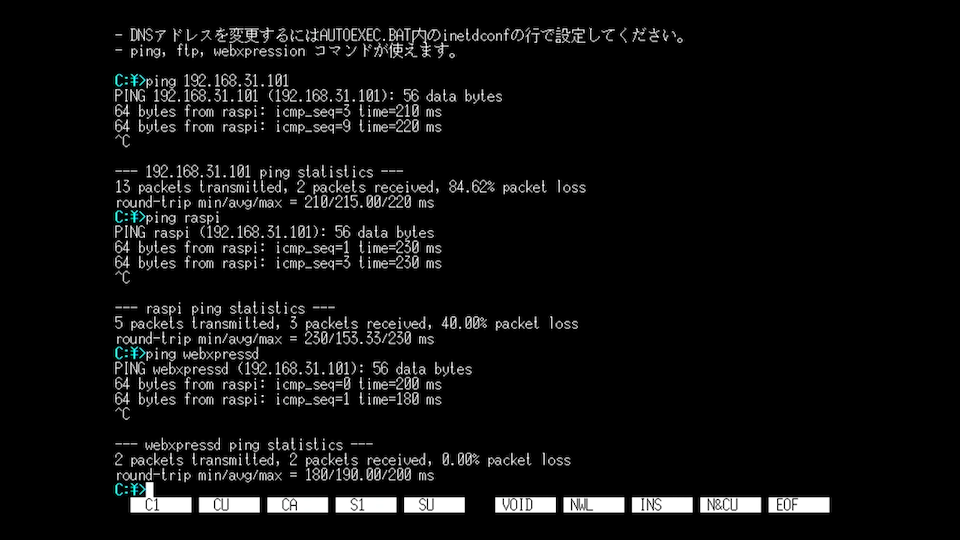 - DNSアドレスを変更するにはAUTOEXEC.BAT内のinetdconfの行で設定してください。
- ping, ftp, webxpression コマンドが使えます。
C:¥>ping 192.168.31.101
PING 192.168.31.101 (192.168.31.101): 56 data bytes
64 bytes from raspi: icmp_seq=3 time=210 ms
64 bytes from raspi: icmp_seq=9 time=220 ms
^C
--- 192.168.31.101 ping statistics ---
13 packets transmitted, 2 packets received, 84.62% packet loss
round-trip min/avg/max = 210/215.00/220 ms
C:¥>ping raspi
PING raspi (192.168.31.101): 56 data bytes
64 bytes from raspi: icmp_seq=1 time=230 ms
64 bytes from raspi: icmp_seq=3 time=230 ms
^C
--- raspi ping statistics ---
5 packets transmitted, 3 packets received, 40.00% packet loss
round-trip min/avg/max = 230/153.33/230 ms
C:¥>ping webxpressd
PING webxpressd (192.168.31.101): 56 data bytes
64 bytes from raspi: icmp_seq=0 time=200 ms
64 bytes from raspi: icmp_seq=1 time=180 ms
^C
--- webxpressd ping statistics ---
2 packets transmitted, 2 packets received, 0.00% packet loss
round-trip min/avg/max = 180/190.00/200 ms
C:¥>
C1 CU CA S1 SU VOID NWL INS N&CU EOF